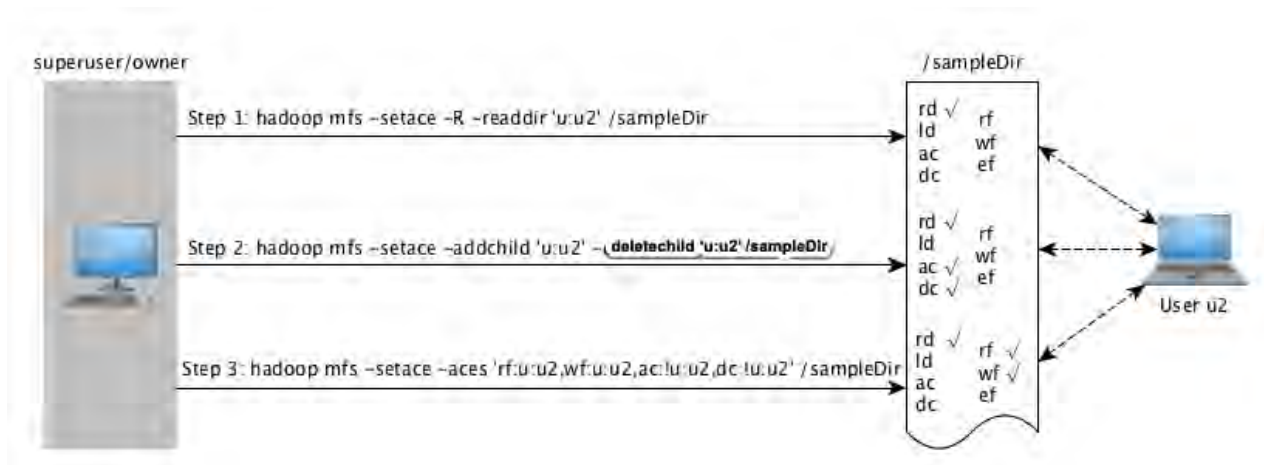 superuser/owner
/sampleDir
Step 1: hadoop mfs -setace -R -readdir 'u:u2' /sampleDir
rd √
ld
ac
dc
rf
wf
ef
Step 2: hadoop mfs -setace -addchild 'u:u2' -deletechild 'u:u2' /sampleDir
rd √
ld
ac √
dc √
rf
wf
ef
User u2
Step 3: hadoop mfs -setace -aces 'rf:u:u2,wf:u:u2,ac:!u:u2,dc:!u:u2' /sampleDir
rd √
ld
ac
dc
rf √
wf √
ef